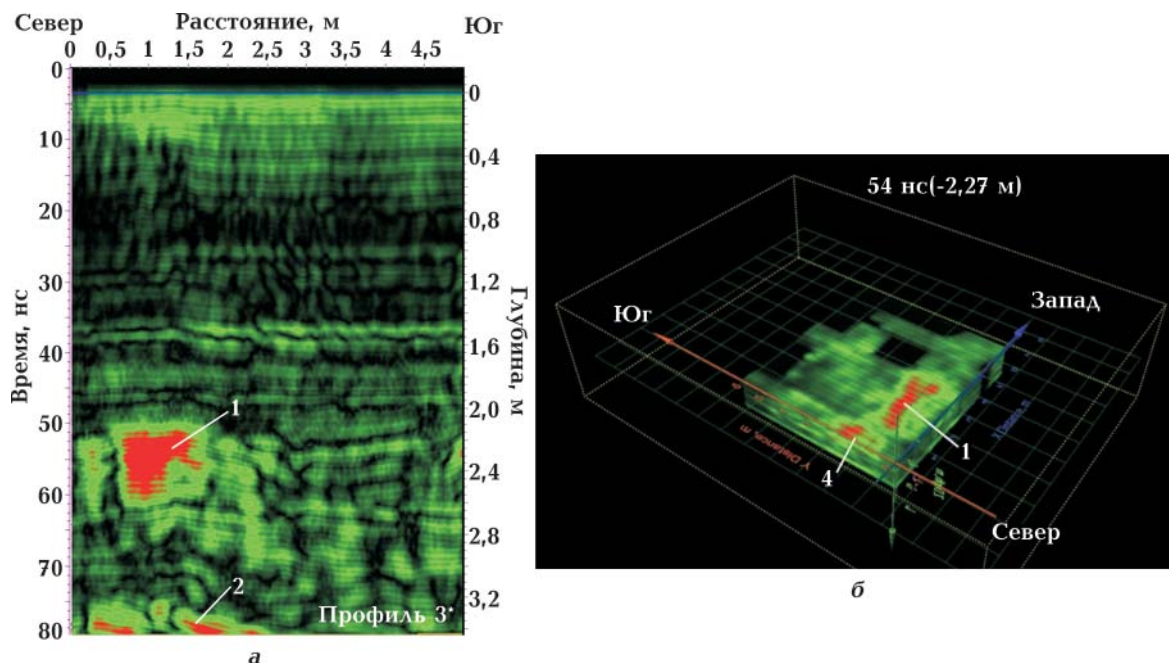 Север Расстояние, м Юг
0 0,5 1 1,5 2 2,5 3 3,5 4 4,5
0
10
20
30
40
50
60
70
80
Время, нс
0
0,4
0,8
1,2
1,6
2,0
2,4
2,8
3,2
Глубина, м
1
2
Профиль 3*
а
54 нс(-2,27 м)
Юг
Запад
Y Distance, m
X Distance, m
4
1
Север
б